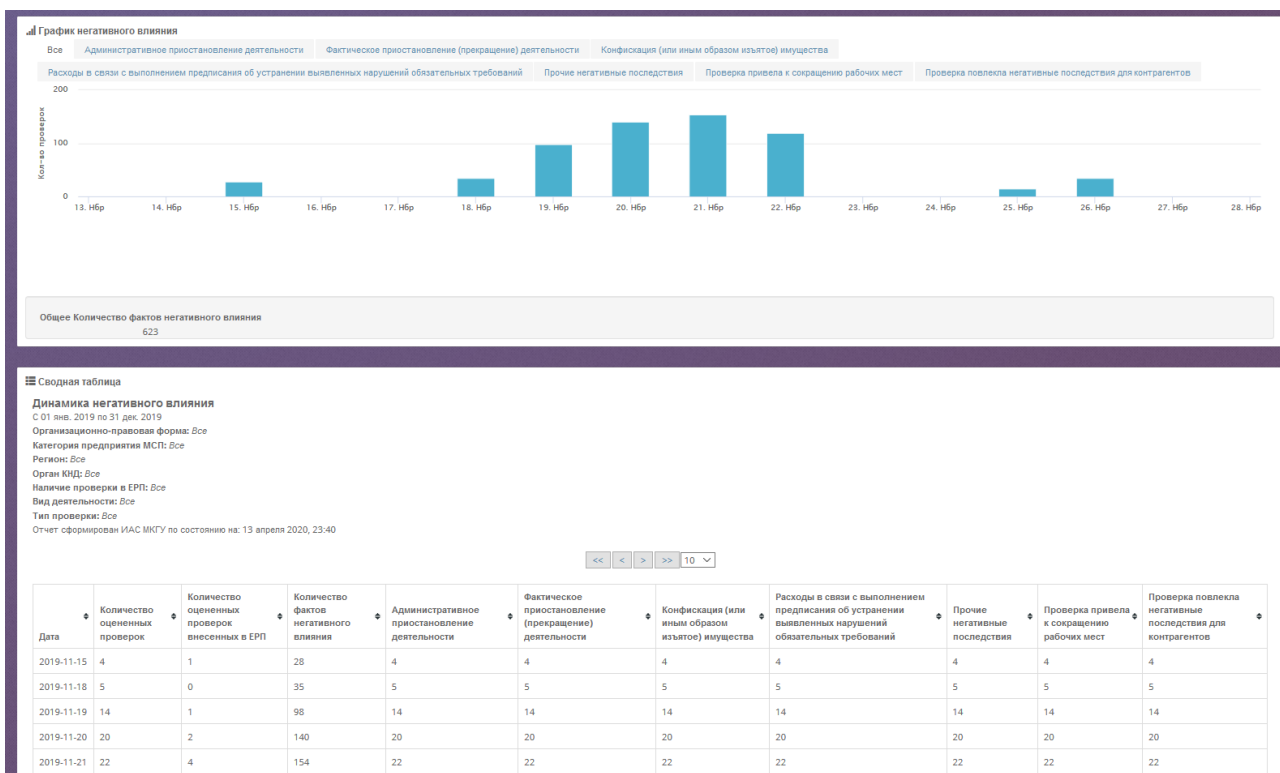 График негативного влияния
Все Административное приостановление деятельности Фактическое приостановление (прекращение) деятельности Конфискация (или иным образом изъятое) имущества
Расходы в связи с выполнением предписания об устранении выявленных нарушений обязательных требований Прочие негативные последствия Проверка привела к сокращению рабочих мест Проверка повлекла негативные последствия для контрагентов
200
Кол-во проверок
100
0
13. Нбр 14. Нбр 15. Нбр 16. Нбр 17. Нбр 18. Нбр 19. Нбр 20. Нбр 21. Нбр 22. Нбр 23. Нбр 24. Нбр 25. Нбр 26. Нбр 27. Нбр 28. Нбр
Общее Количество фактов негативного влияния
623
Сводная таблица
Динамика негативного влияния
С 01 янв. 2019 по 31 дек. 2019
Организационно-правовая форма: Все
Категория предприятия МСП: Все
Регион: Все
Орган КНД: Все
Наличие проверки в ЕРП: Все
Вид деятельности: Все
Тип проверки: Все
Отчет сформирован ИАС МКГУ по состоянию на: 13 апреля 2020, 23:40
<< < > >> 10
Дата
Количество
оцененных
проверок
Количество
оцененных
проверок
внесенных в ЕРП
Количество
фактов
негативного
влияния
Административное
приостановление
деятельности
Фактическое
приостановление
(прекращение)
деятельности
Конфискация (или
иным образом
изъятое) имущества
Расходы в связи с выполнением
предписания об устранении
выявленных нарушений
обязательных требований
Прочие
негативные
последствия
Проверка привела
к сокращению
рабочих мест
Проверка повлекла
негативные
последствия для
контрагентов
2019-11-15 4 1 28 4 4 4 4 4 4 4
2019-11-18 5 0 35 5 5 5 5 5 5 5
2019-11-19 14 1 98 14 14 14 14 14 14 14
2019-11-20 20 2 140 20 20 20 20 20 20 20
2019-11-21 22 4 154 22 22 22 22 22 22 22